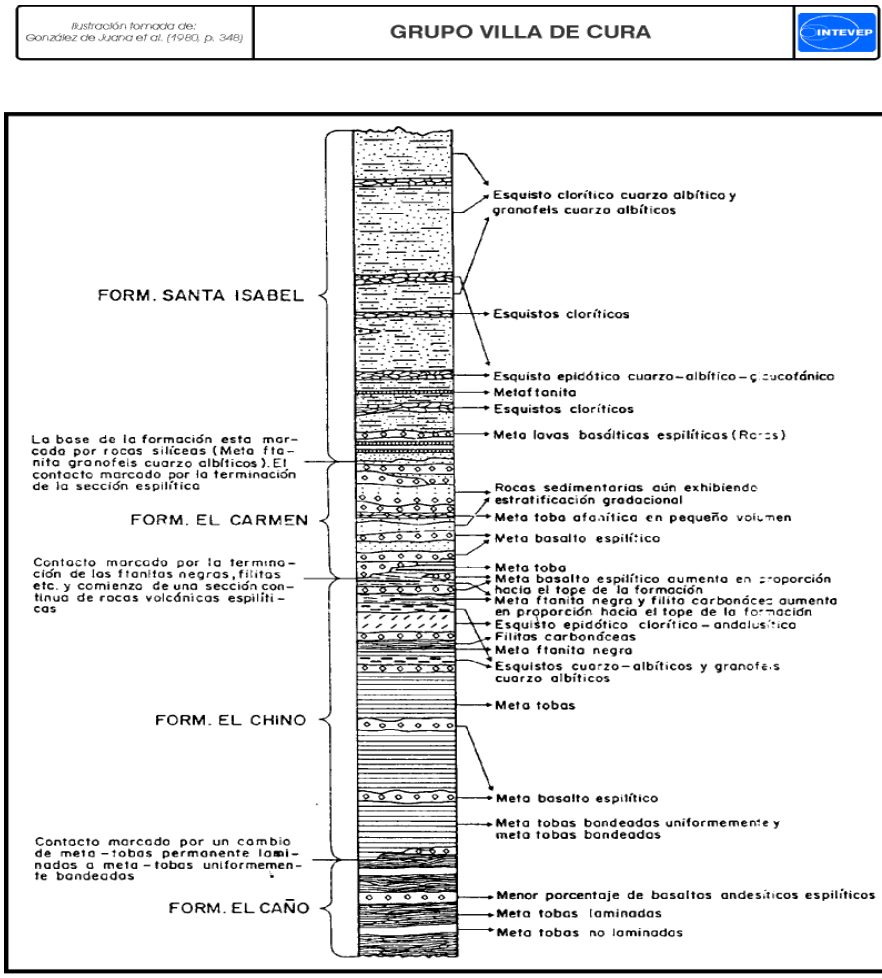 Ilustración tomada de:
González de Juana et al. (1980, p. 348)
GRUPO VILLA DE CURA
INTEVEP
Esquisto clorítico cuarzo albítico y
granofels cuarzo albíticos
FORM. SANTA ISABEL
Esquistos cloríticos
Esquisto epidótico cuarzo-albítico-glaucofánico
Metaftanita
Esquistos cloríticos
Meta lavas basálticas espilíticas (Raras)
La base de la formación esta mar-
cada por rocas silíceas (Meta fta-
nita granofels cuarzo albíticos). El
contacto marcado por la terminación
de la sección espilítica
Rocas sedimentarias aún exhibiendo
estratificación gradacional
FORM. EL CARMEN
Meta toba afanítica en pequeño volumen
Meta basalto espilítico
Contacto marcado por la termina-
ción de las ftanitas negras, filitas
etc. y comienzo de una sección con-
tinua de rocas volcánicas espilíti-
cas
Meta toba
Meta basalto espilítico aumenta en proporción
hacia el tope de la formación
Meta ftanita negra y filita carbonácea aumenta
en proporción hacia el tope de la formación
Esquisto epidótico clorítico-andalusítico
Filitas carbonáceas
Meta ftanita negra
Esquistos cuarzo-albíticos y granofels
cuarzo albíticos
Meta tobas
FORM. EL CHINO
Meta basalto espilítico
Meta tobas bandeadas uniformemente y
meta tobas bandeadas
Contacto marcado por un cambio
de meta-tobas permanente lami-
nadas a meta-tobas uniformemen-
te bandeadas
Menor porcentaje de basaltos andesíticos espilíticos
FORM. EL CAÑO
Meta tobas laminadas
Meta tobas no laminadas